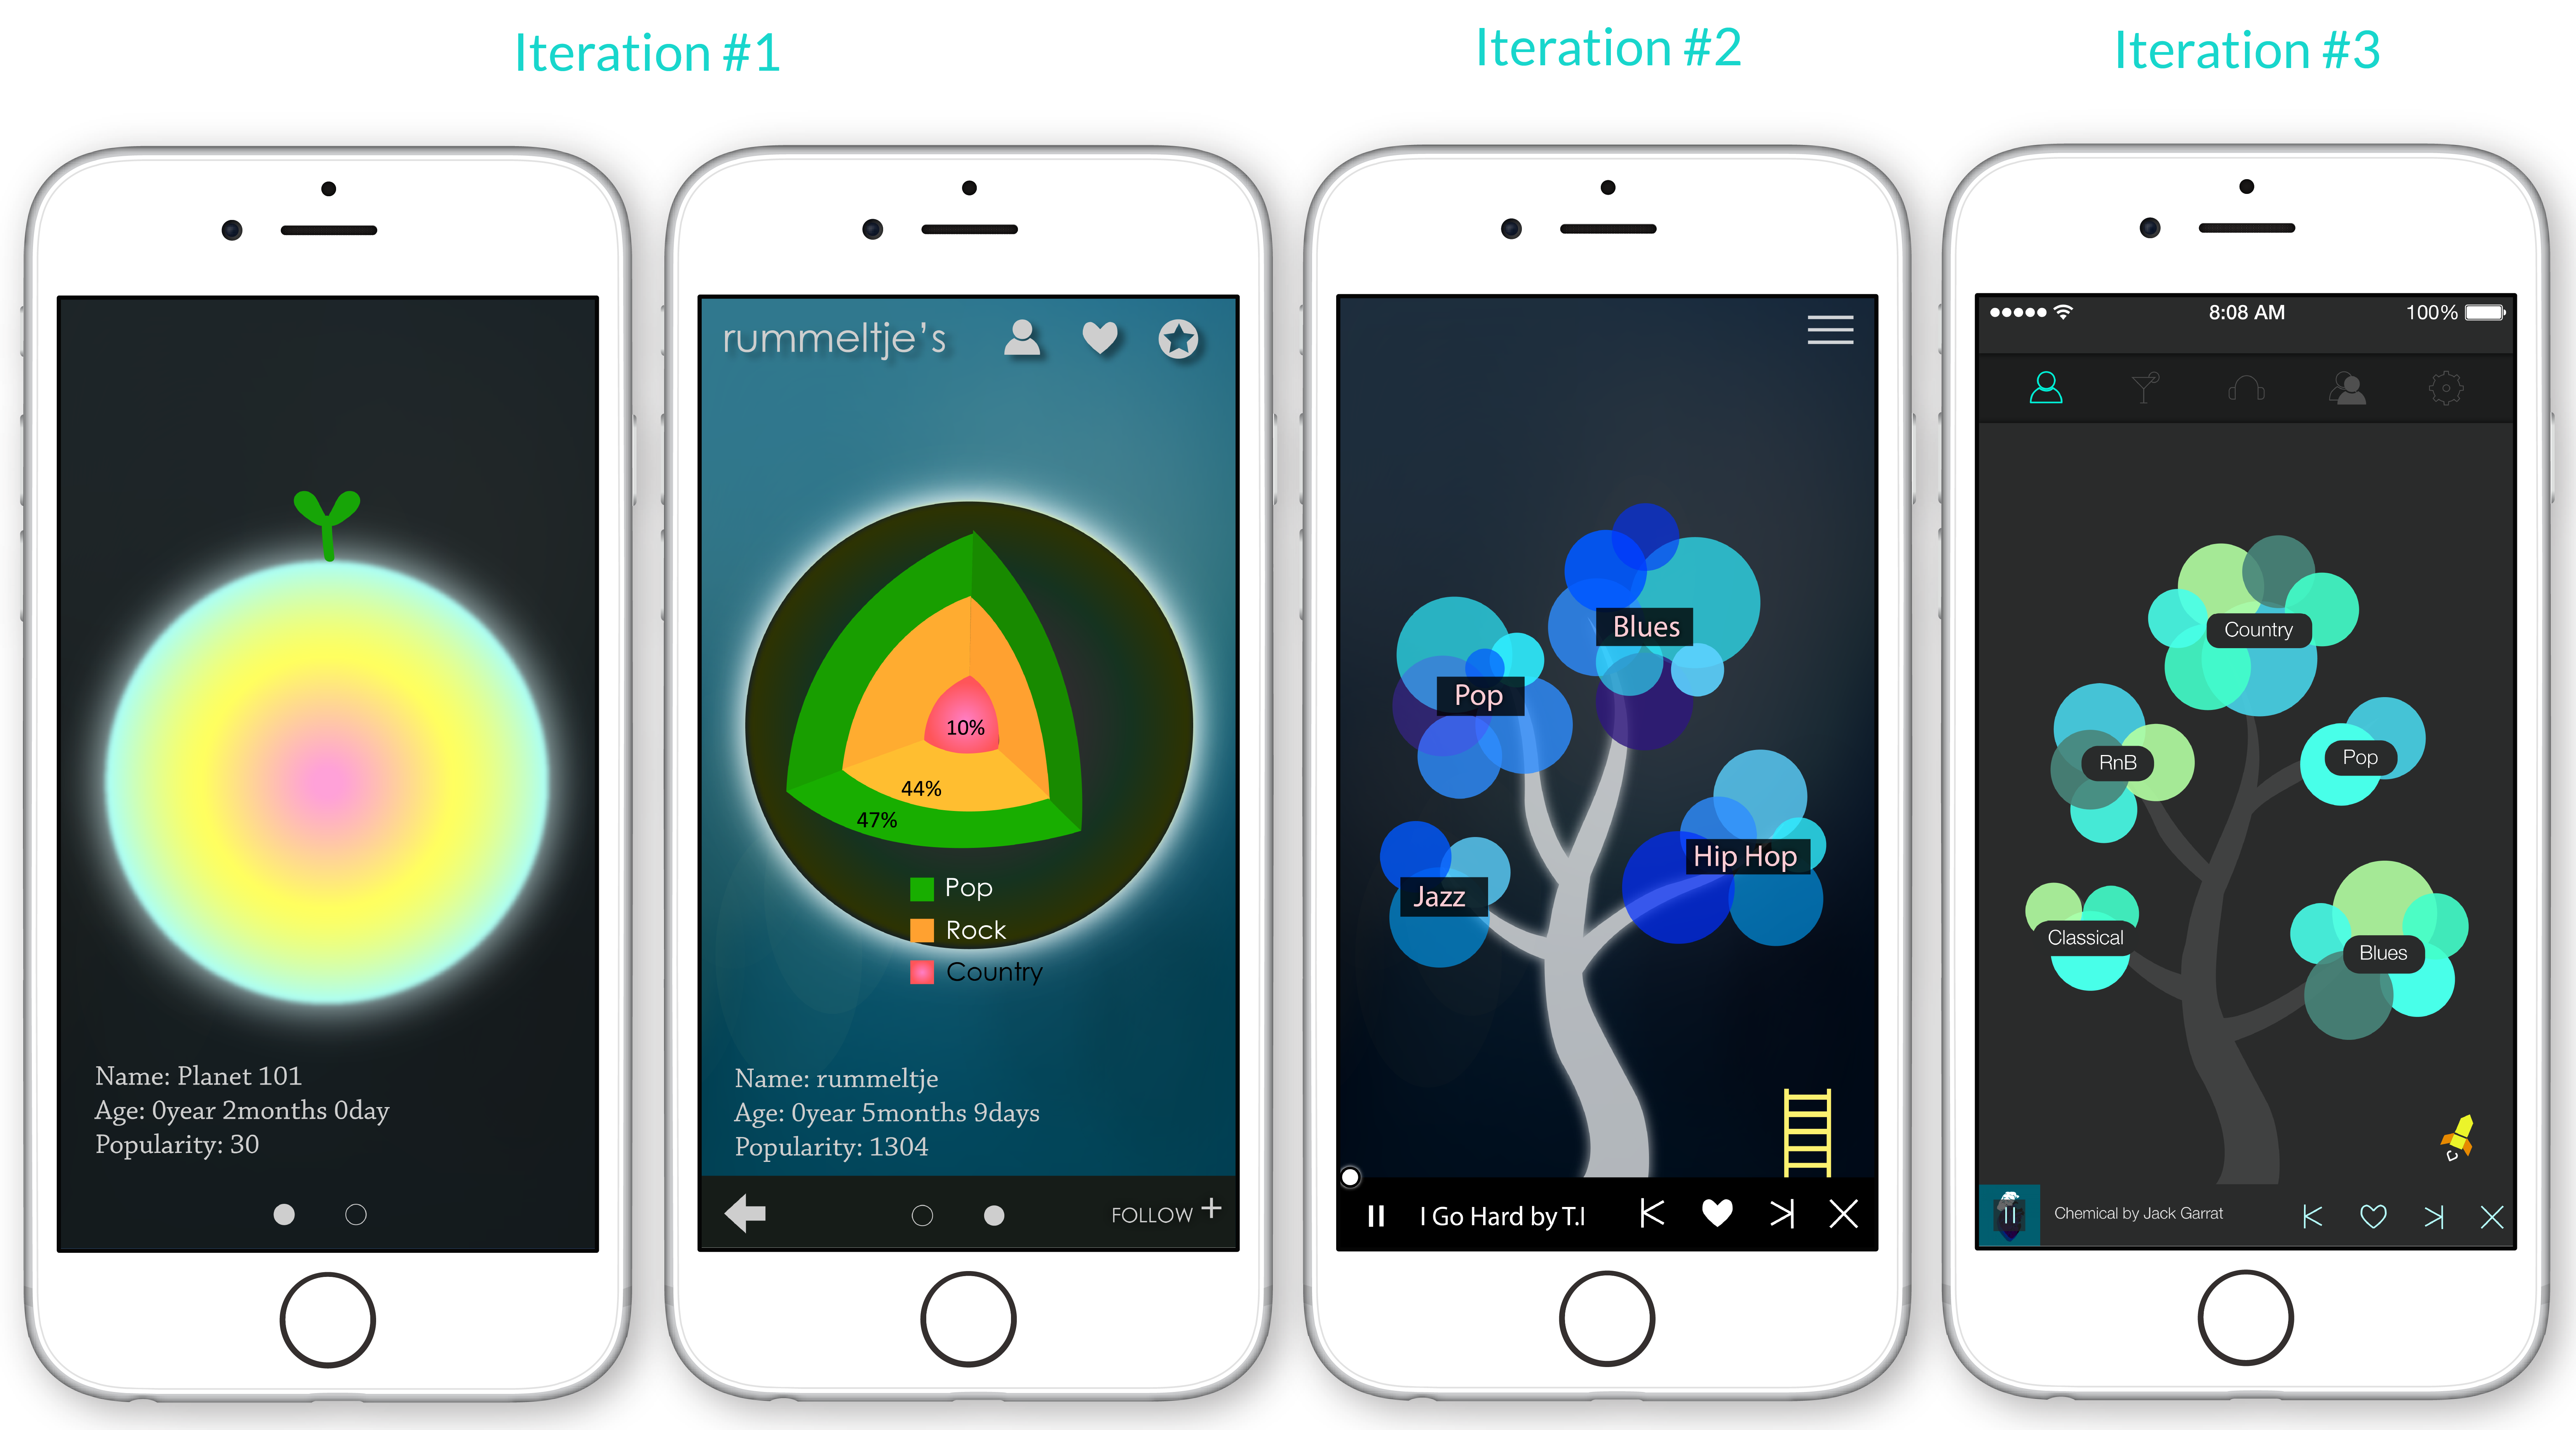 Iteration #1
Iteration #2
Iteration #3
Name: Planet 101
Age: 0year 2months 0day
Popularity: 30
rummeltje's
10%
44%
47%
Pop
Rock
Country
Name: rummeltje
Age: 0year 5months 9days
Popularity: 1304
FOLLOW +
Blues
Pop
Hip Hop
Jazz
I Go Hard by T.I
8:08 AM
100%
Country
RnB
Pop
Classical
Blues
Chemical by Jack Garrat